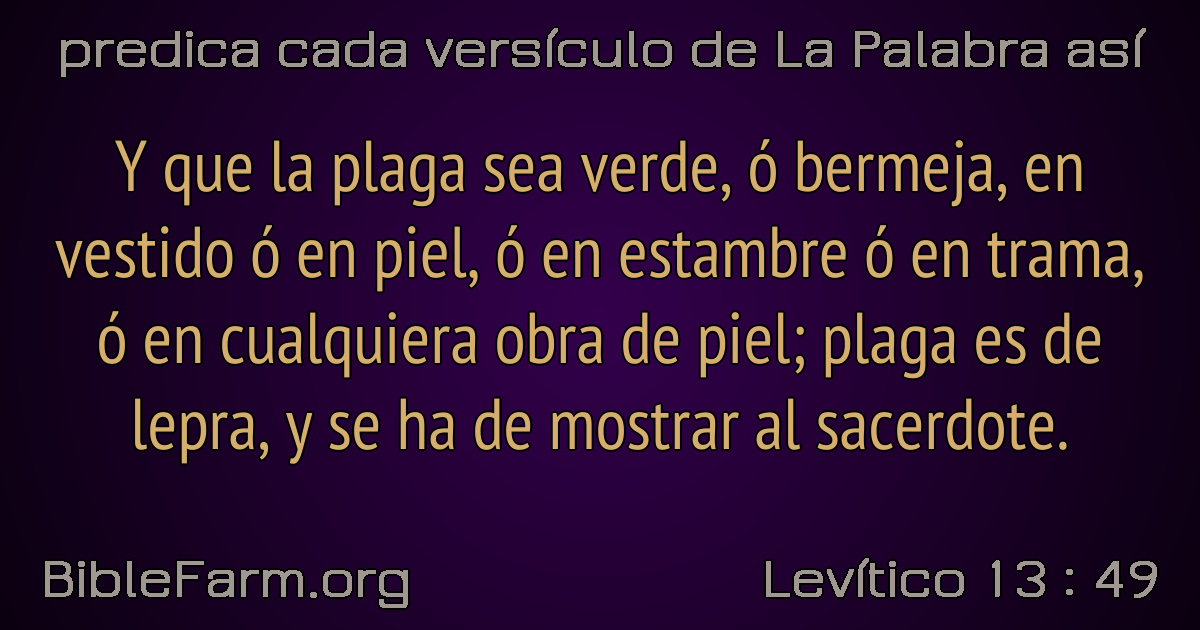 predica cada versículo de La Palabra así
Y que la plaga sea verde, ó bermeja, en
vestido ó en piel, ó en estambre ó en trama,
ó en cualquiera obra de piel; plaga es de
lepra, y se ha de mostrar al sacerdote.
BibleFarm.org
Levítico 13 : 49